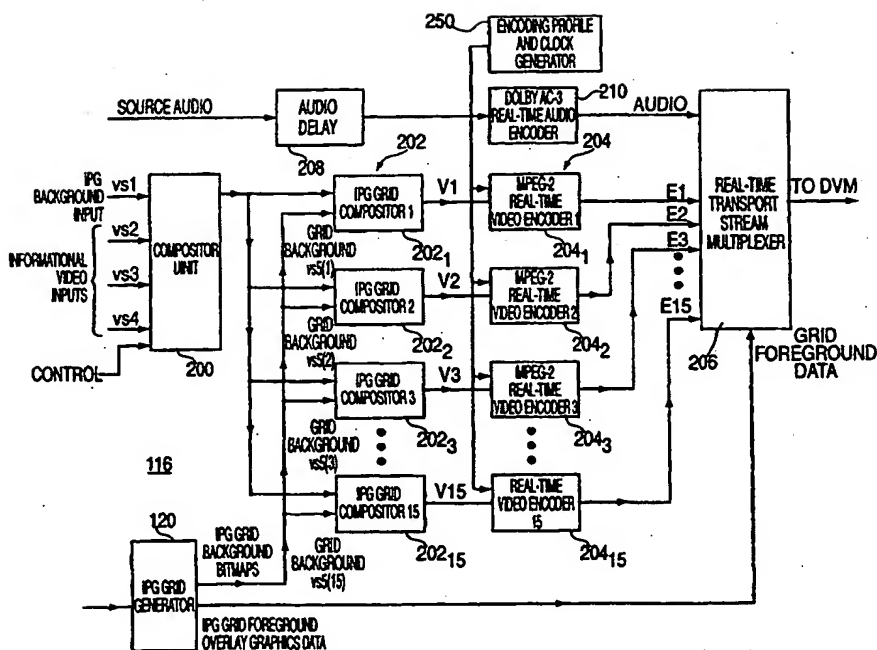 250
ENCODING PROFILE
AND CLOCK
GENERATOR
SOURCE AUDIO
AUDIO
DELAY
208
DOLBY AC-3
REAL-TIME AUDIO
ENCODER
210
AUDIO
IPG
BACKGROUND
INPUT
vs1
INFORMATIONAL
VIDEO
INPUTS
vs2
vs3
vs4
CONTROL
COMPOSITOR
UNIT
200
202
IPG GRID
COMPOSITOR 1
202₁
V1
GRID
BACKGROUND
vs5(1)
IPG GRID
COMPOSITOR 2
202₂
V2
GRID
BACKGROUND
vs5(2)
IPG GRID
COMPOSITOR 3
202₃
V3
GRID
BACKGROUND
vs5(3)
IPG GRID
COMPOSITOR 15
202₁₅
V15
GRID
BACKGROUND
vs5(15)
204
MPEG-2
REAL-TIME
VIDEO ENCODER 1
204₁
E1
MPEG-2
REAL-TIME
VIDEO ENCODER 2
204₂
E2
MPEG-2
REAL-TIME
VIDEO ENCODER 3
204₃
E3
REAL-TIME
VIDEO ENCODER
15
204₁₅
E15
REAL-TIME
TRANSPORT
STREAM
MULTIPLEXER
206
TO DVM
GRID
FOREGROUND
DATA
116
120
IPG GRID
GENERATOR
IPG GRID
BACKGROUND
BITMAPS
IPG GRID FOREGROUND
OVERLAY GRAPHICS DATA